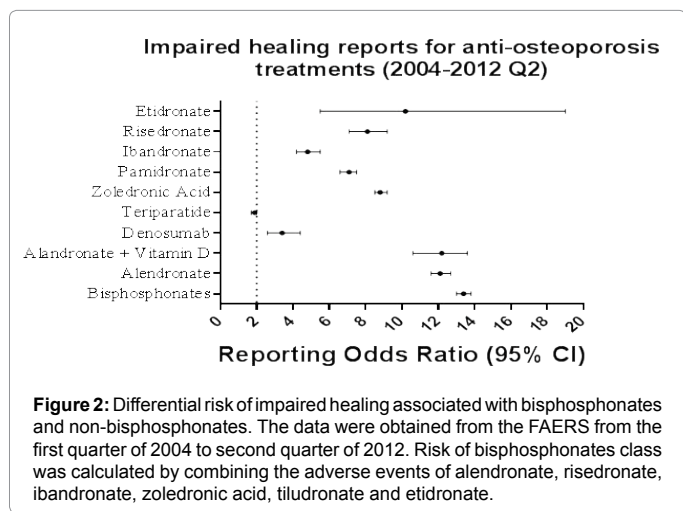 Impaired healing reports for anti-osteoporosis
treatments (2004-2012 Q2)
Etidronate
Risedronate
Ibandronate
Pamidronate
Zoledronic Acid
Teriparatide
Denosumab
Alandronate + Vitamin D
Alendronate
Bisphosphonates
0 2 4 6 8 10 12 14 16 18 20
Reporting Odds Ratio (95% CI)
Figure 2: Differential risk of impaired healing associated with bisphosphonates
and non-bisphosphonates. The data were obtained from the FAERS from the
first quarter of 2004 to second quarter of 2012. Risk of bisphosphonates class
was calculated by combining the adverse events of alendronate, risedronate,
ibandronate, zoledronic acid, tiludronate and etidronate.